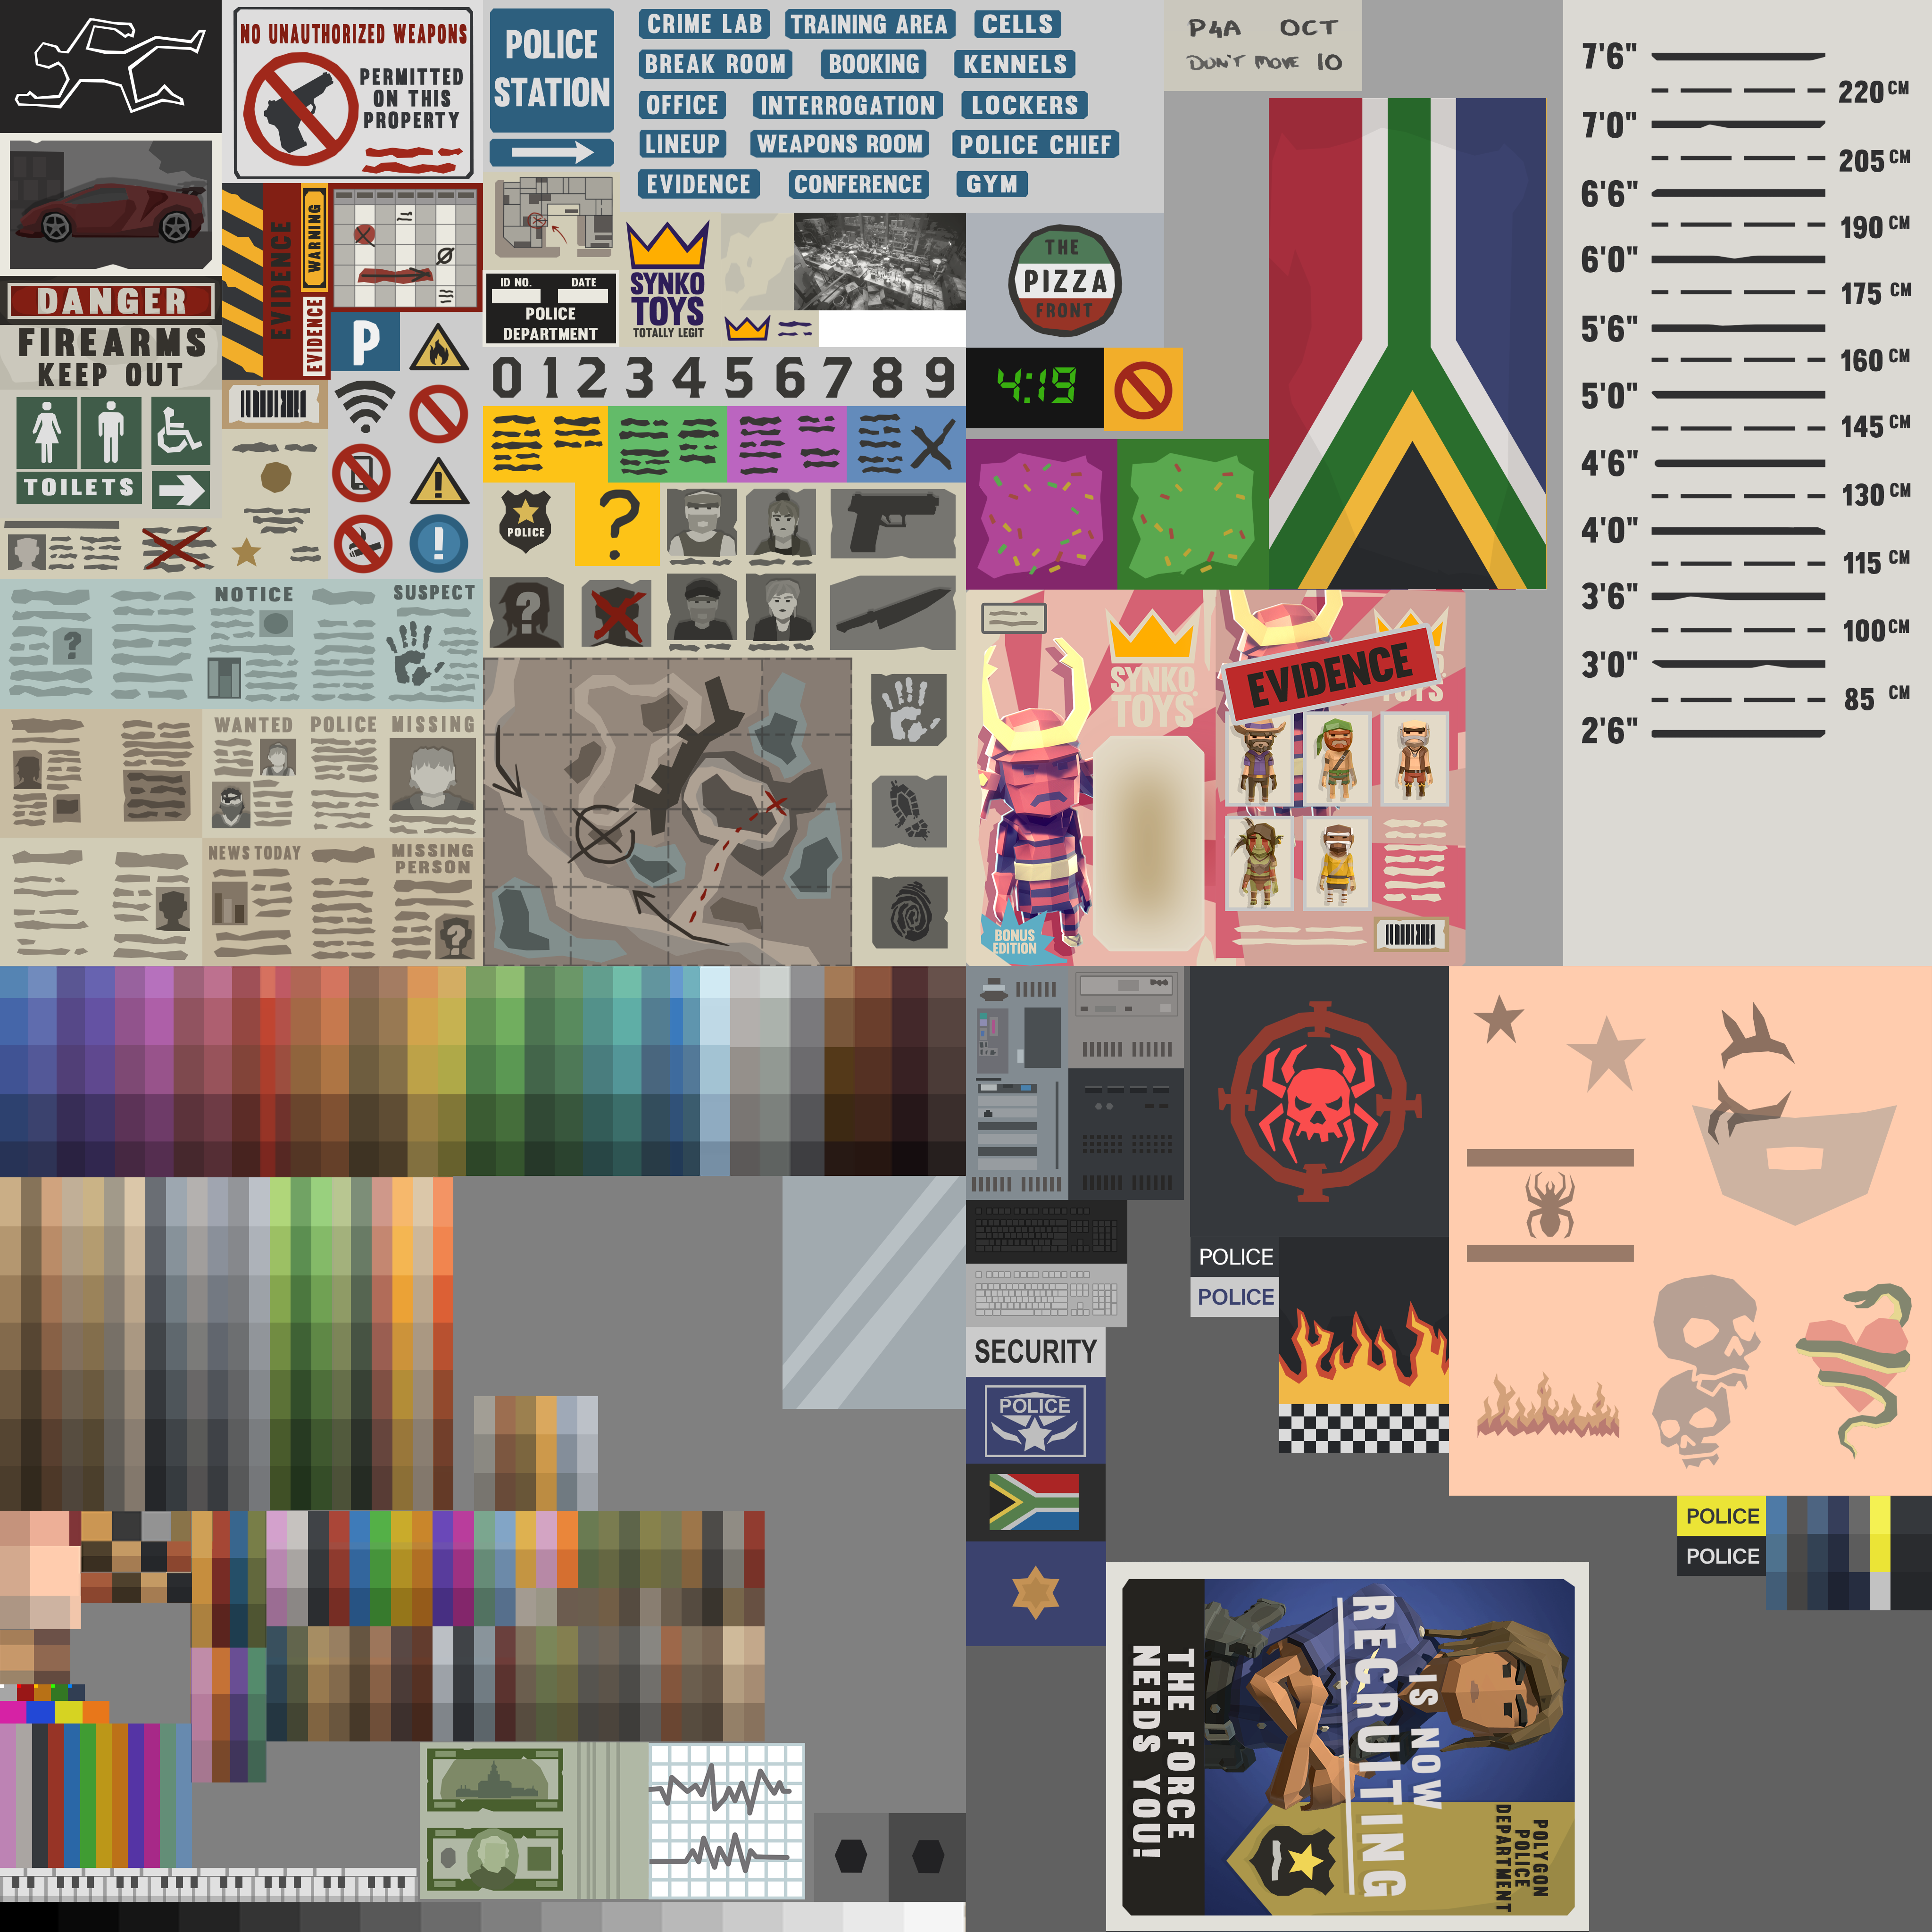 NO UNAUTHORIZED WEAPONS
PERMITTED
ON THIS
PROPERTY
POLICE
STATION
CRIME LAB
TRAINING AREA
CELLS
BREAK ROOM
BOOKING
KENNELS
OFFICE
INTERROGATION
LOCKERS
LINEUP
WEAPONS ROOM
POLICE CHIEF
EVIDENCE
CONFERENCE
GYM
P4A OCT
DON'T MOVE 10
7'6"
220 CM
7'0"
205 CM
6'6"
190 CM
6'0"
175 CM
5'6"
160 CM
5'0"
145 CM
4'6"
130 CM
4'0"
115 CM
3'6"
100 CM
3'0"
85 CM
2'6"
DANGER
FIREARMS
KEEP OUT
EVIDENCE
WARNING
EVIDENCE
P
TOILETS
ID NO. DATE
POLICE
DEPARTMENT
SYNKO
TOYS
TOTALLY LEGIT
THE
PIZZA
FRONT
0 1 2 3 4 5 6 7 8 9
4:19
POLICE
?
?
!
!
NOTICE
SUSPECT
?
WANTED
POLICE
MISSING
NEWS TODAY
MISSING
PERSON
?
SYNKO
TOYS
EVIDENCE
BONUS
EDITION
POLICE
POLICE
SECURITY
POLICE
POLICE
POLICE
POLYGON
POLICE
DEPARTMENT
IS NOW
RECRUITING
THE FORCE
NEEDS YOU!